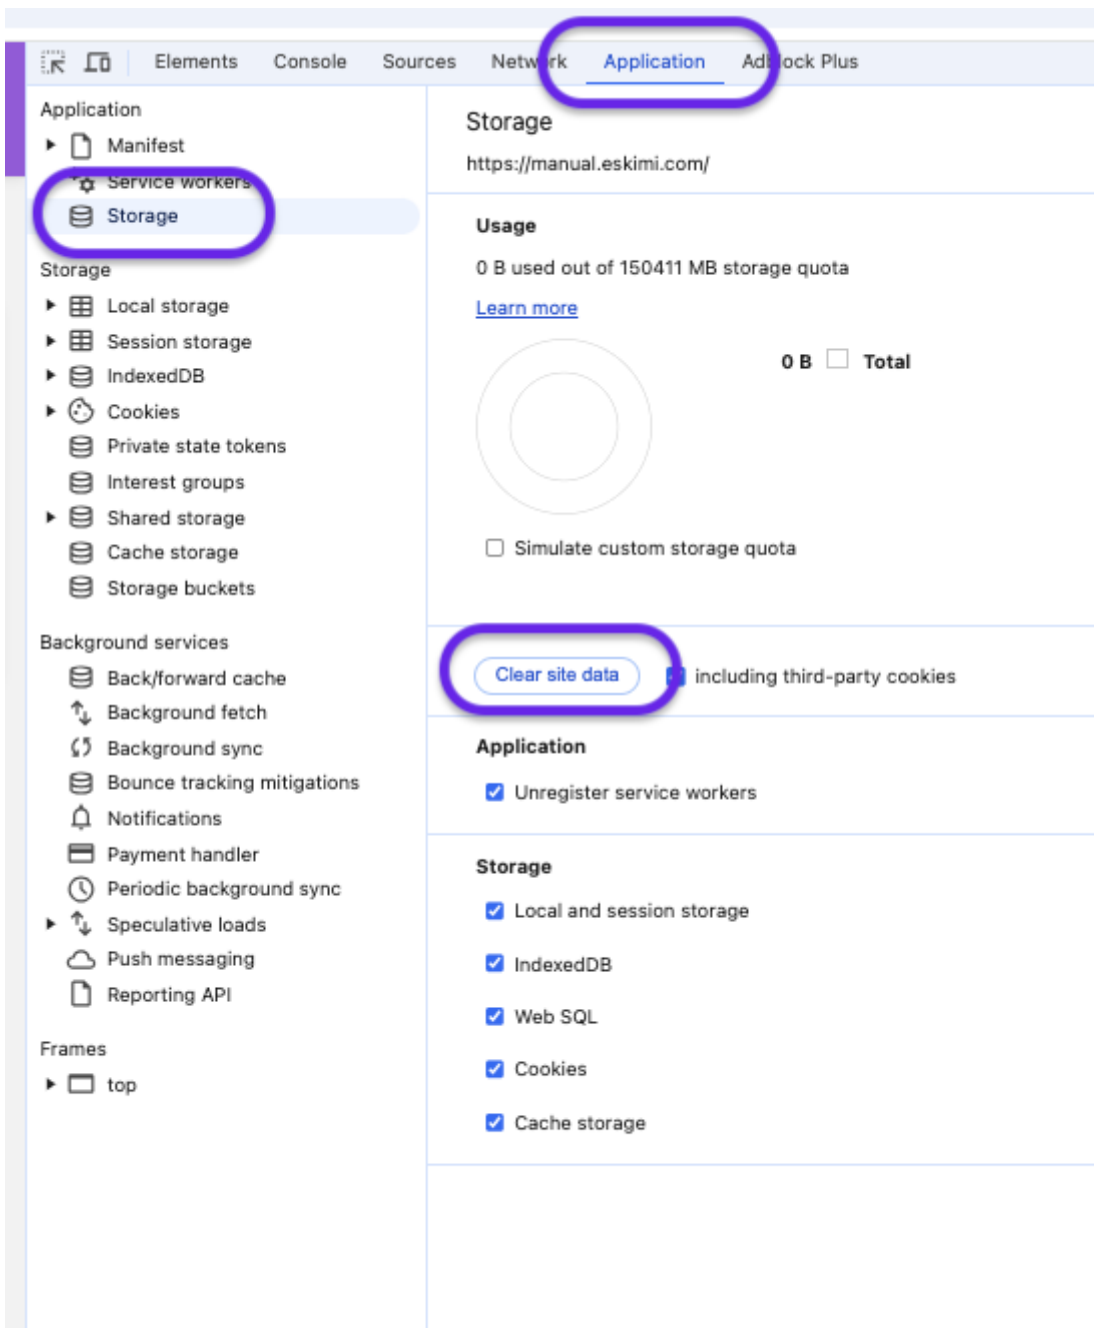 Elements Console Sources Network Application Adblock Plus
Application
Manifest
Service workers
Storage
Storage
Local storage
Session storage
IndexedDB
Cookies
Private state tokens
Interest groups
Shared storage
Cache storage
Storage buckets
Background services
Back/forward cache
Background fetch
Background sync
Bounce tracking mitigations
Notifications
Payment handler
Periodic background sync
Speculative loads
Push messaging
Reporting API
Frames
top
Storage
https://manual.eskimi.com/
Usage
0 B used out of 150411 MB storage quota
Learn more
0 B Total
Simulate custom storage quota
Clear site data including third-party cookies
Application
Unregister service workers
Storage
Local and session storage
IndexedDB
Web SQL
Cookies
Cache storage